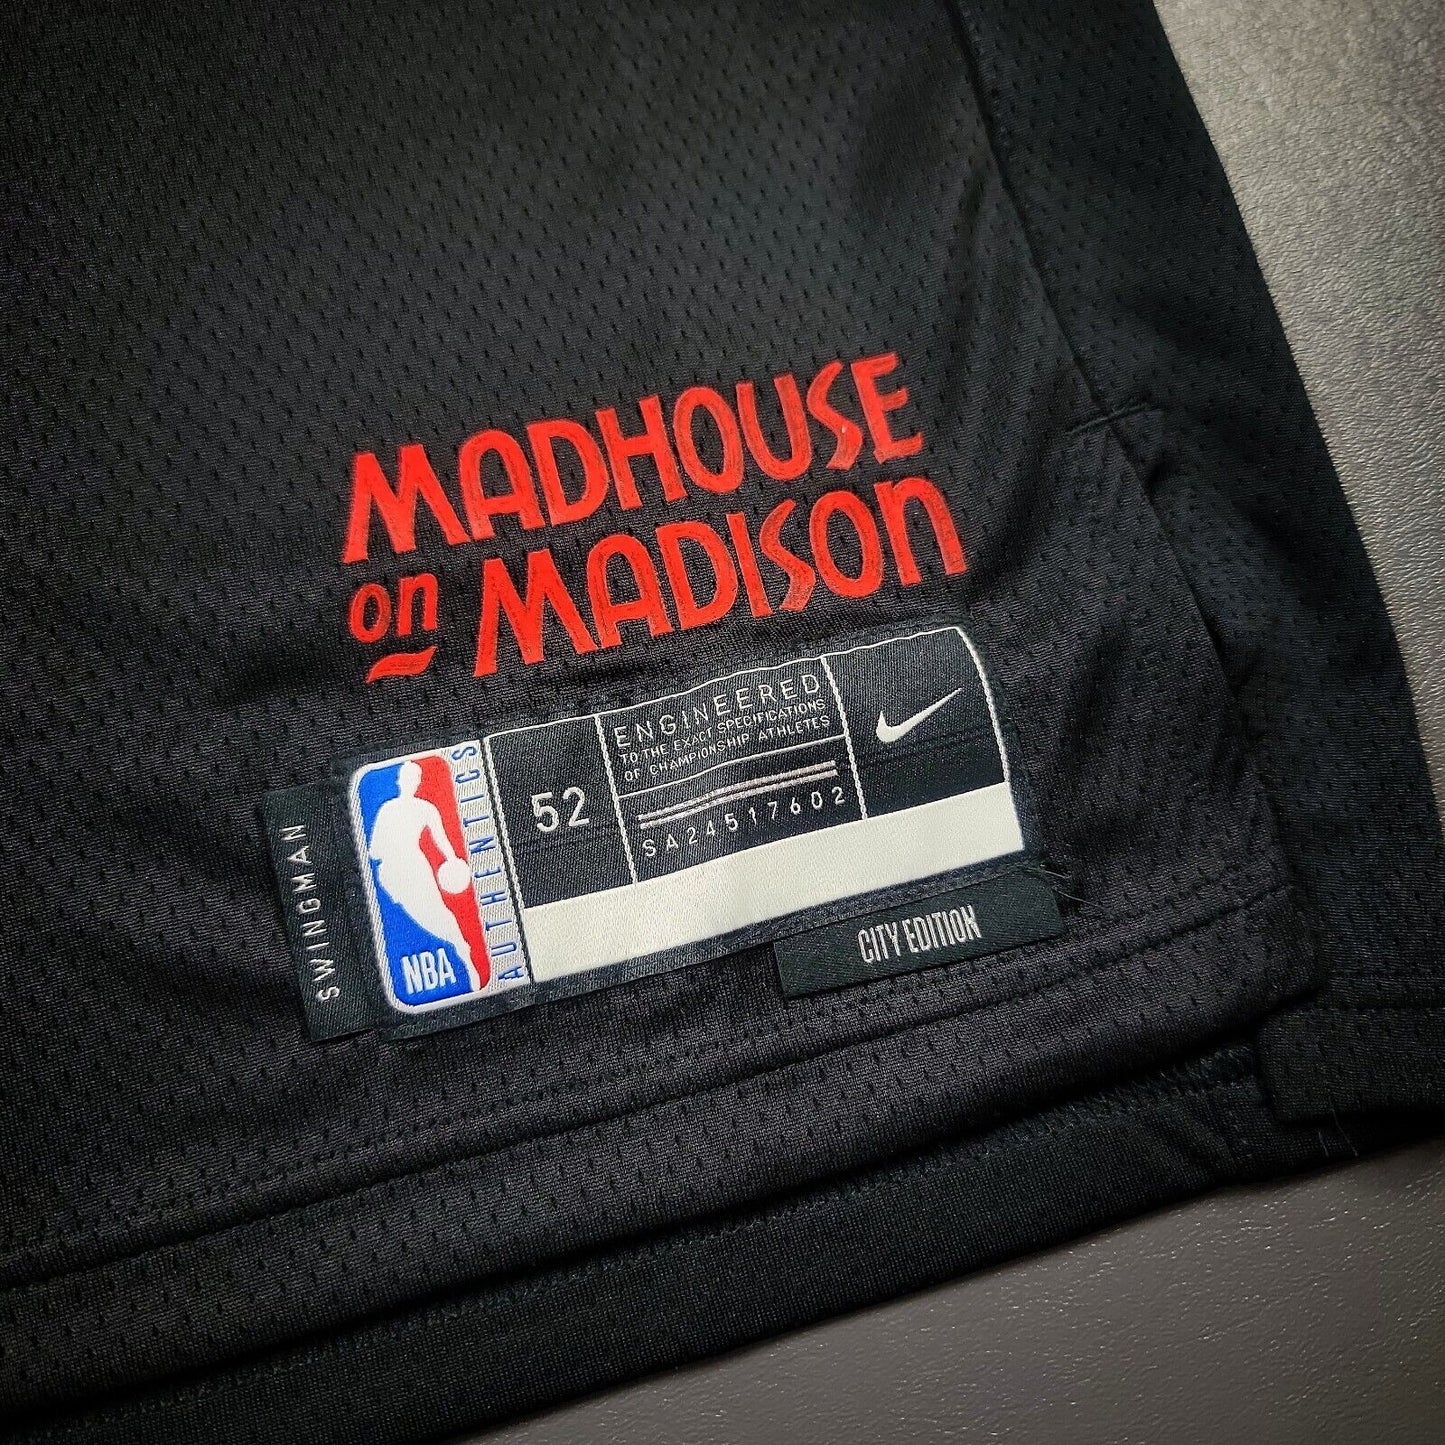 MADHOUSE
on MADISON
SWINGMAN
NBA
AUTHENTICS
52
ENGINEERED
TO THE EXACT SPECIFICATIONS
OF CHAMPIONSHIP ATHLETES
SA24517602
CITY EDITION